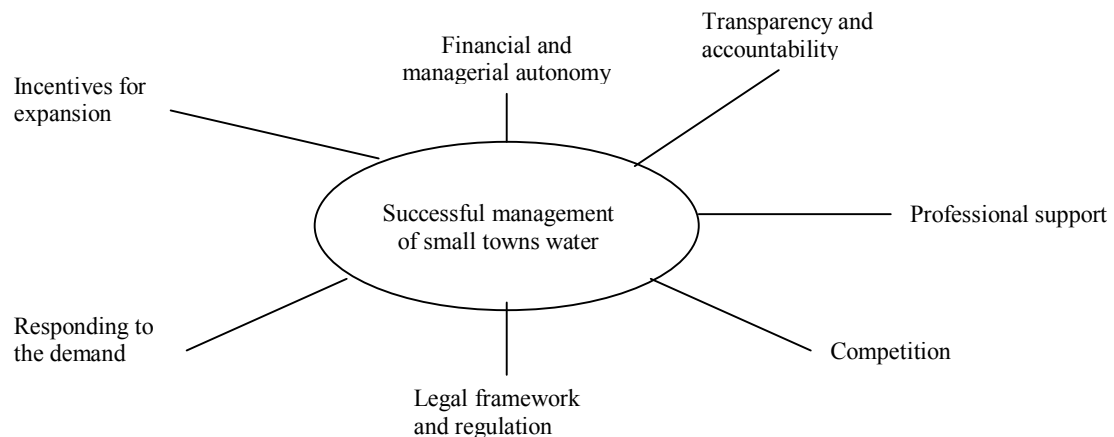 Transparency and
accountability
Financial and
managerial autonomy
Incentives for
expansion
Successful management
of small towns water
Professional support
Responding to
the demand
Competition
Legal framework
and regulation